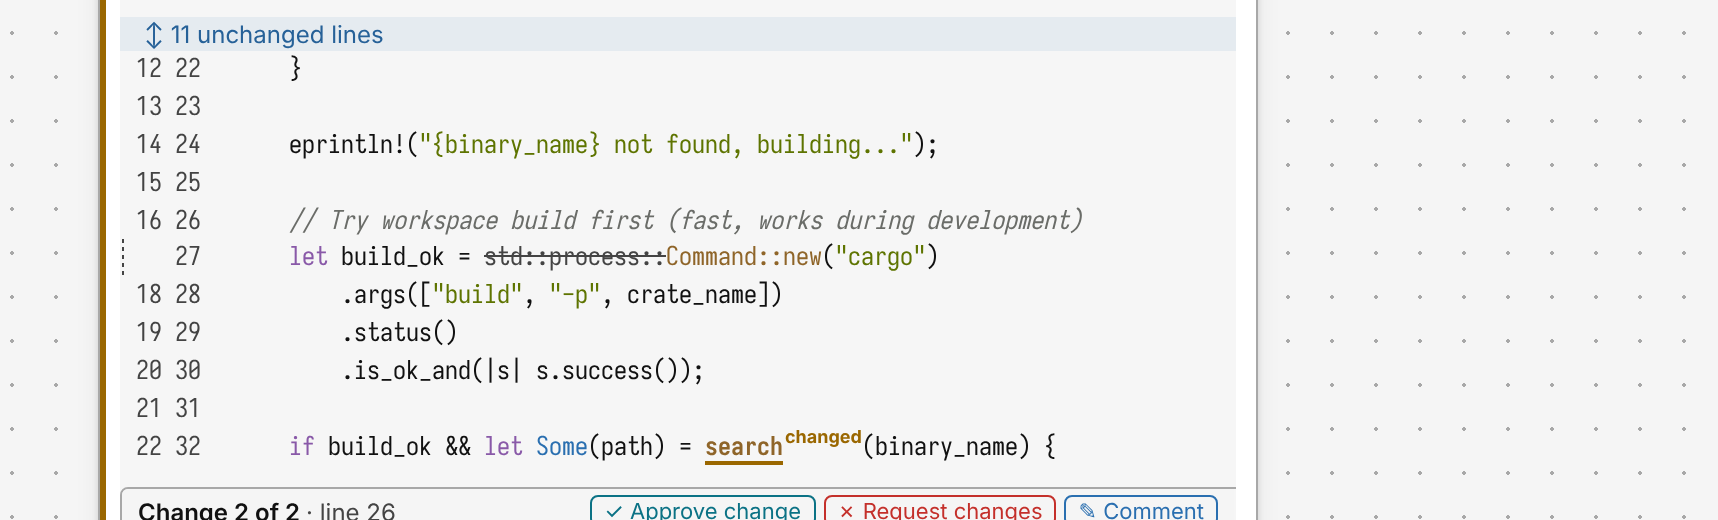 ↕ 11 unchanged lines
12 22 }
13 23
14 24 eprintln!("{binary_name} not found, building...");
15 25
16 26 // Try workspace build first (fast, works during development)
27 let build_ok = std::process::Command::new("cargo")
18 28 .args(["build", "-p", crate_name])
19 29 .status()
20 30 .is_ok_and(|s| s.success());
21 31
22 32 if build_ok && let Some(path) = search changed (binary_name) {
Change 2 of 2 · line 26 ✓ Approve change × Request changes ✎ Comment